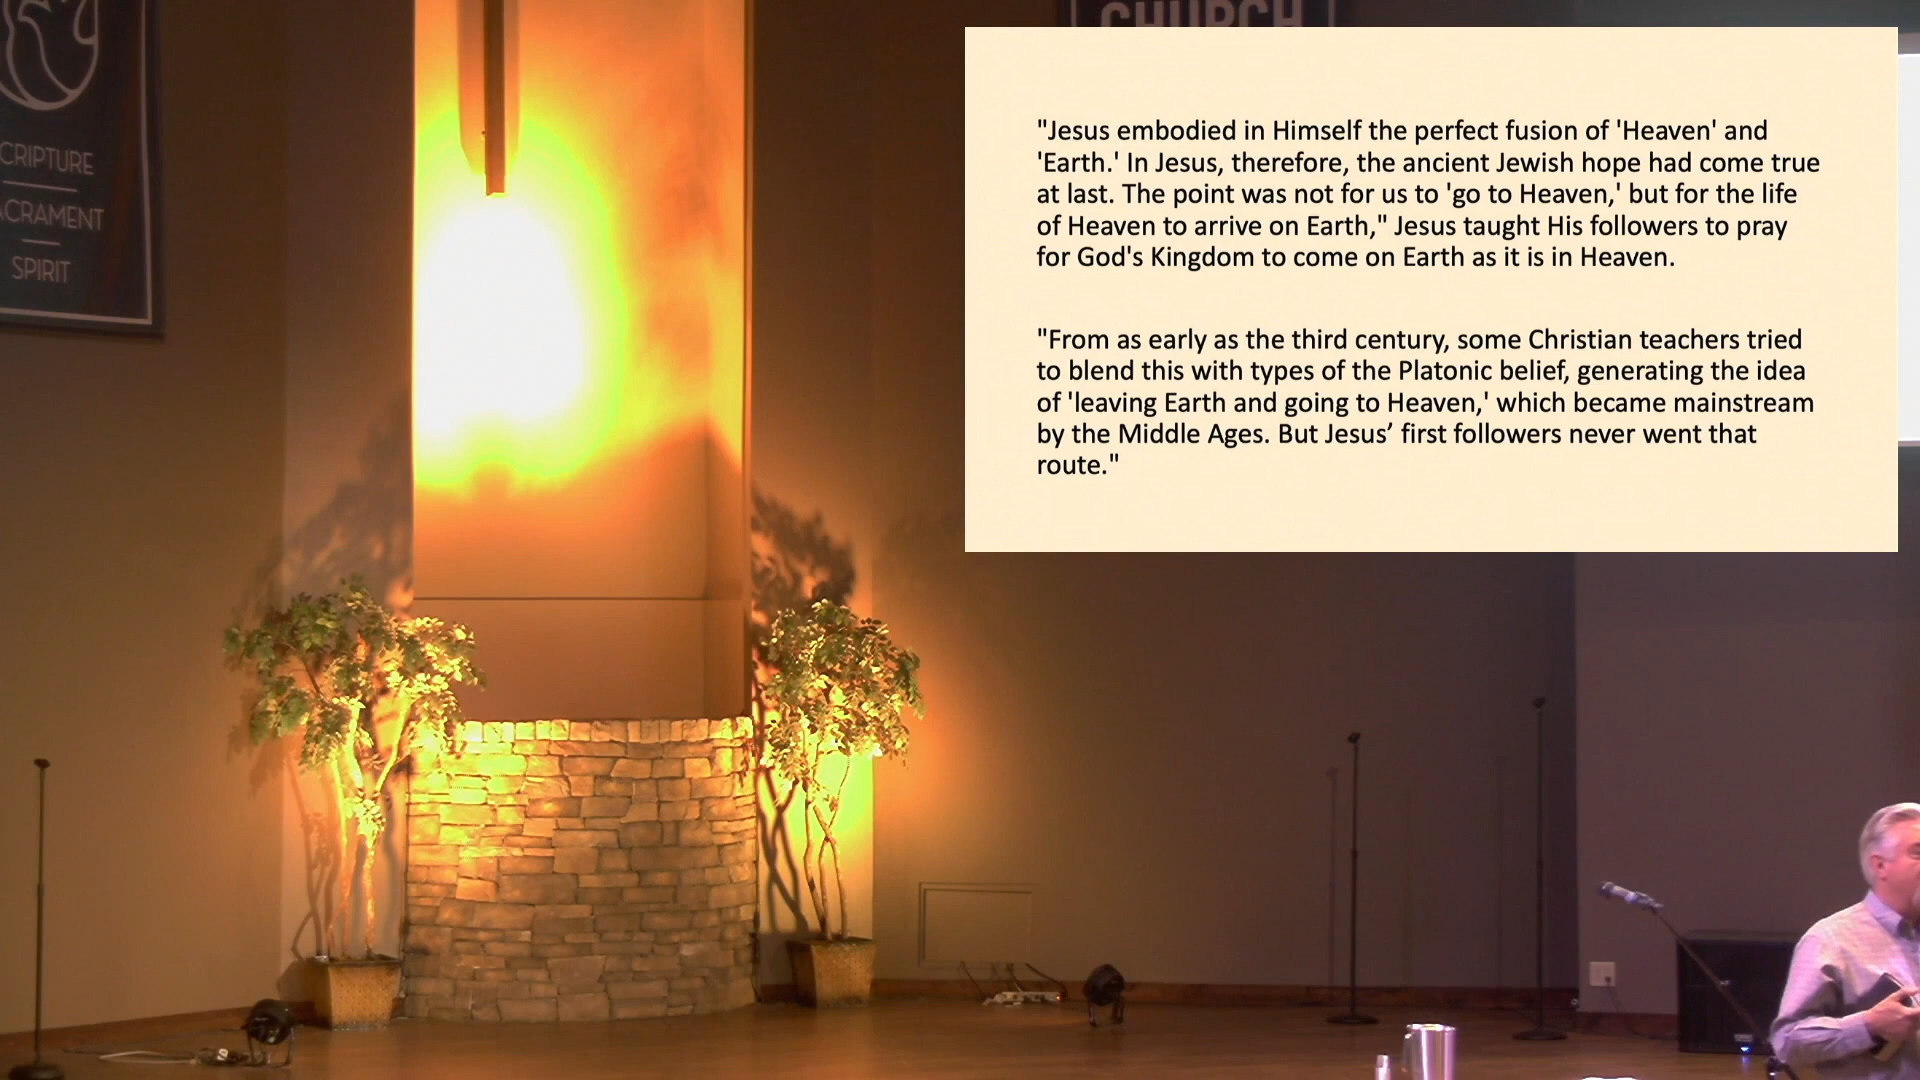 CHURCH
CRIPTURE
ACRAMENT
SPIRIT
"Jesus embodied in Himself the perfect fusion of 'Heaven' and
'Earth.' In Jesus, therefore, the ancient Jewish hope had come true
at last. The point was not for us to 'go to Heaven,' but for the life
of Heaven to arrive on Earth," Jesus taught His followers to pray
for God's Kingdom to come on Earth as it is in Heaven.
"From as early as the third century, some Christian teachers tried
to blend this with types of the Platonic belief, generating the idea
of 'leaving Earth and going to Heaven,' which became mainstream
by the Middle Ages. But Jesus’ first followers never went that
route."